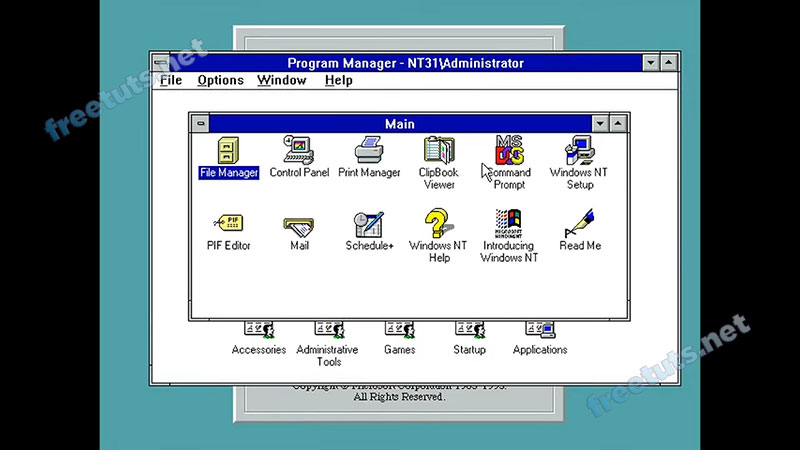 freetuts.net
Program Manager - NT31\Administrator
File Options Window Help
Main
File Manager
Control Panel
Print Manager
ClipBook
Viewer
MS
DOS
Command
Prompt
Windows NT
Setup
PIF
PIF Editor
Mail
Schedule+
Windows NT
Help
MICROSOFT
WINDOWS NT
Introducing
Windows NT
Read Me
Accessories
Administrative
Tools
Games
Startup
Applications
Copyright © Microsoft Corporation 1985-1993.
All Rights Reserved.
freetuts.net